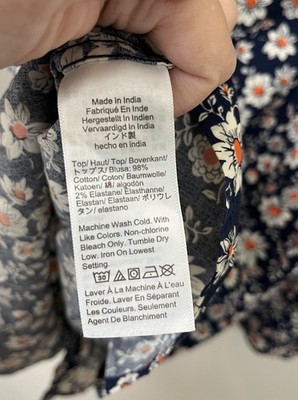 Made in India
Fabriqué En Inde
Hergestellt in Indien
Vervaardigd in India
インド製
hecho en india
Top/Haut/Top/Bovenkant/
トップス/Blusa: 98%
Cotton/Coton/Baumwolle/
Katoen/綿/algodón
2% Elastane/Elasthanne/
Elastan/Elastaan/ポリウレ
タン/elastano
Machine Wash Cold. With
Like Colors. Non-chlorine
Bleach Only. Tumble Dry
Low. Iron On Lowest
Setting.
30
Laver À La Machine À L'eau
Froide. Laver En Séparant
Les Couleurs. Seulement
Agent De Blanchiment